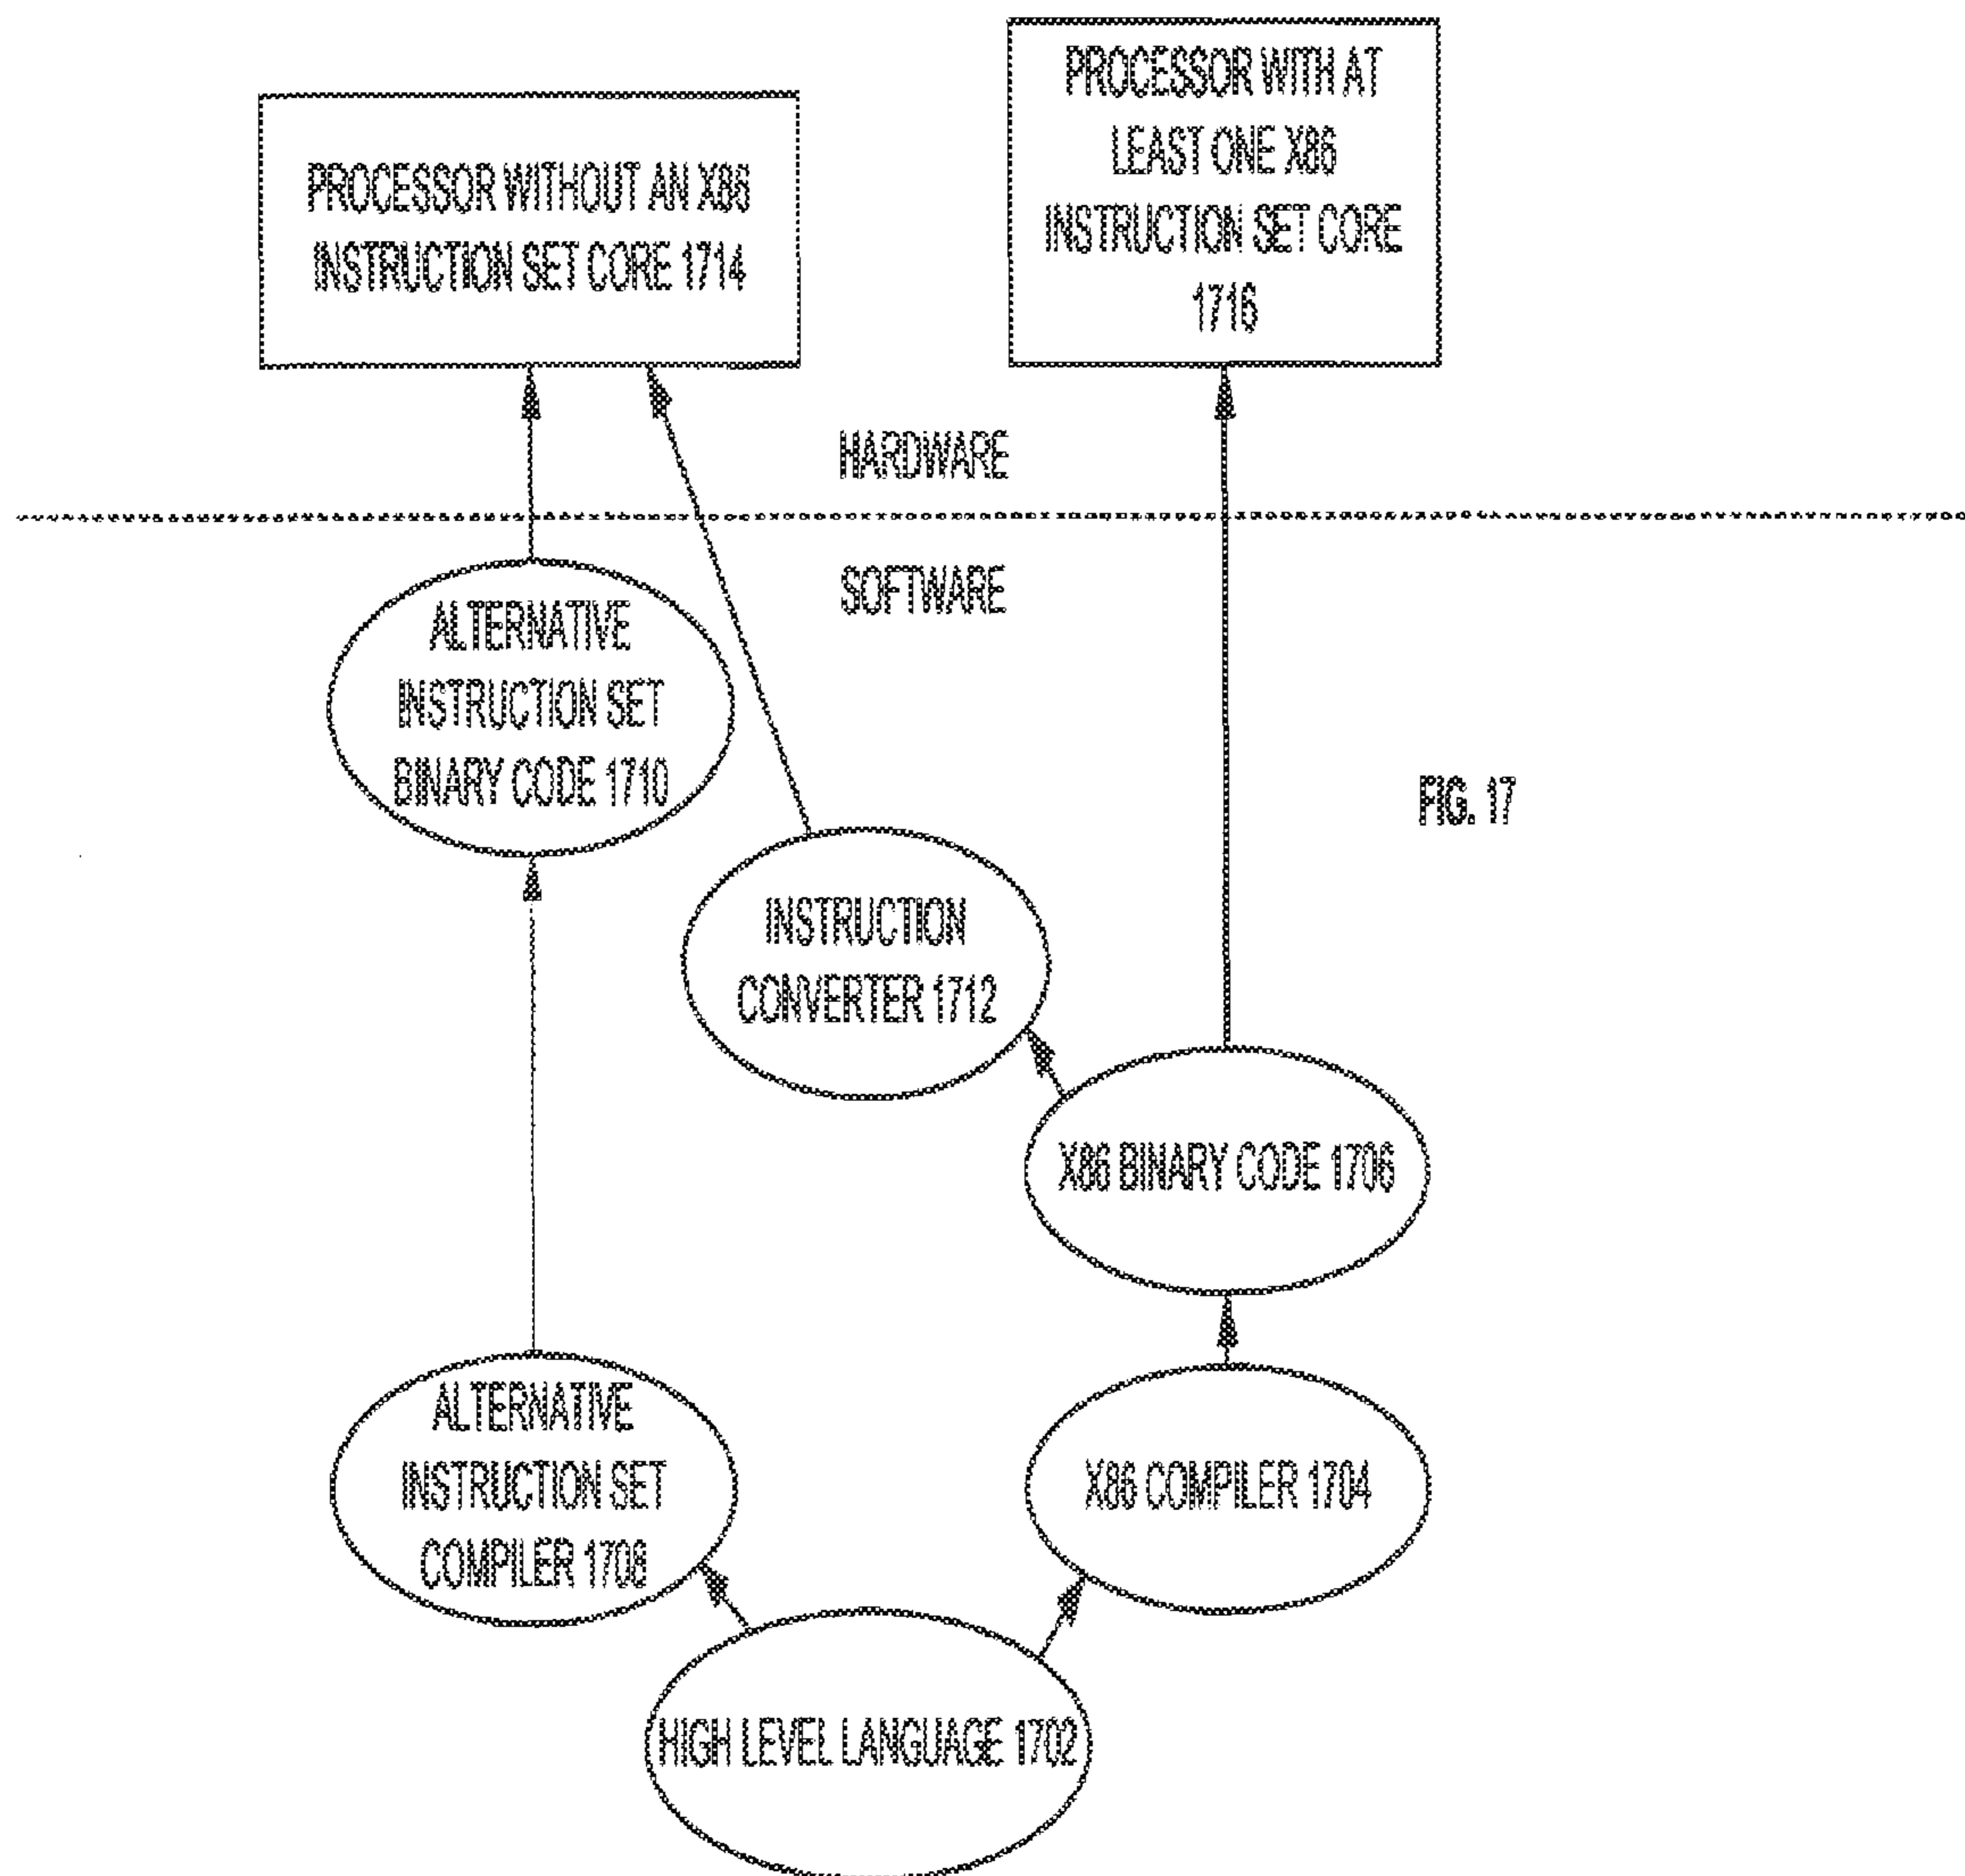 PROCESSOR WITH AT
LEAST ONE X86
INSTRUCTION SET CORE
1716
PROCESSOR WITHOUT AN X86
INSTRUCTION SET CORE 1714
HARDWARE
SOFTWARE
ALTERNATIVE
INSTRUCTION SET
BINARY CODE 1710
FIG. 17
INSTRUCTION
CONVERTER 1712
X86 BINARY CODE 1706
ALTERNATIVE
INSTRUCTION SET
COMPILER 1708
X86 COMPILER 1704
HIGH LEVEL LANGUAGE 1702